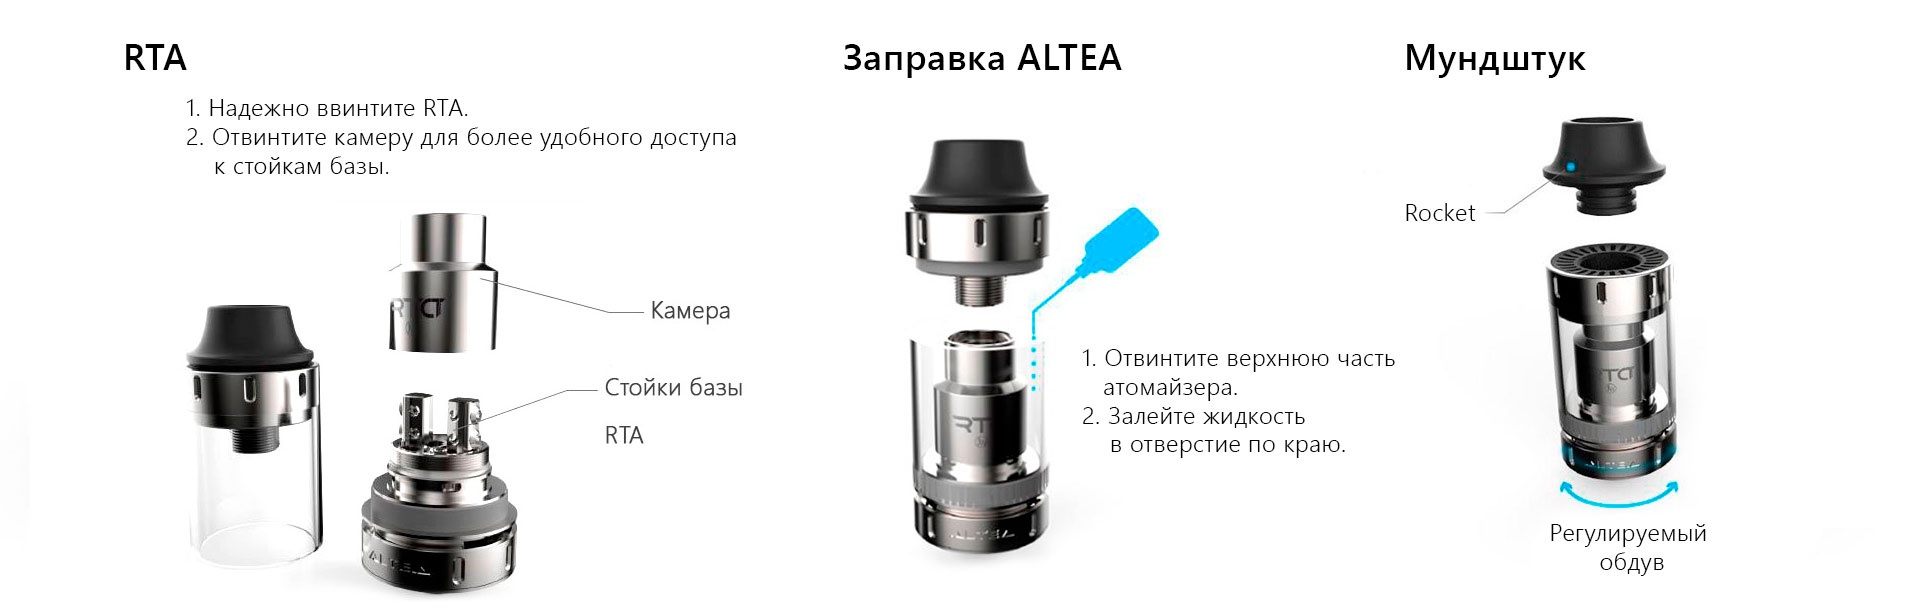 RTA
1. Надежно ввинтите RTA.
2. Отвинтите камеру для более удобного доступа
к стойкам базы.
Камера
RTCT
Стойки базы
RTA
ALTEA
Заправка ALTEA
1. Отвинтите верхнюю часть
атомайзера.
2. Залейте жидкость
в отверстие по краю.
ALTEA
Мундштук
Rocket
RTCT
ALTEA
Регулируемый
обдув